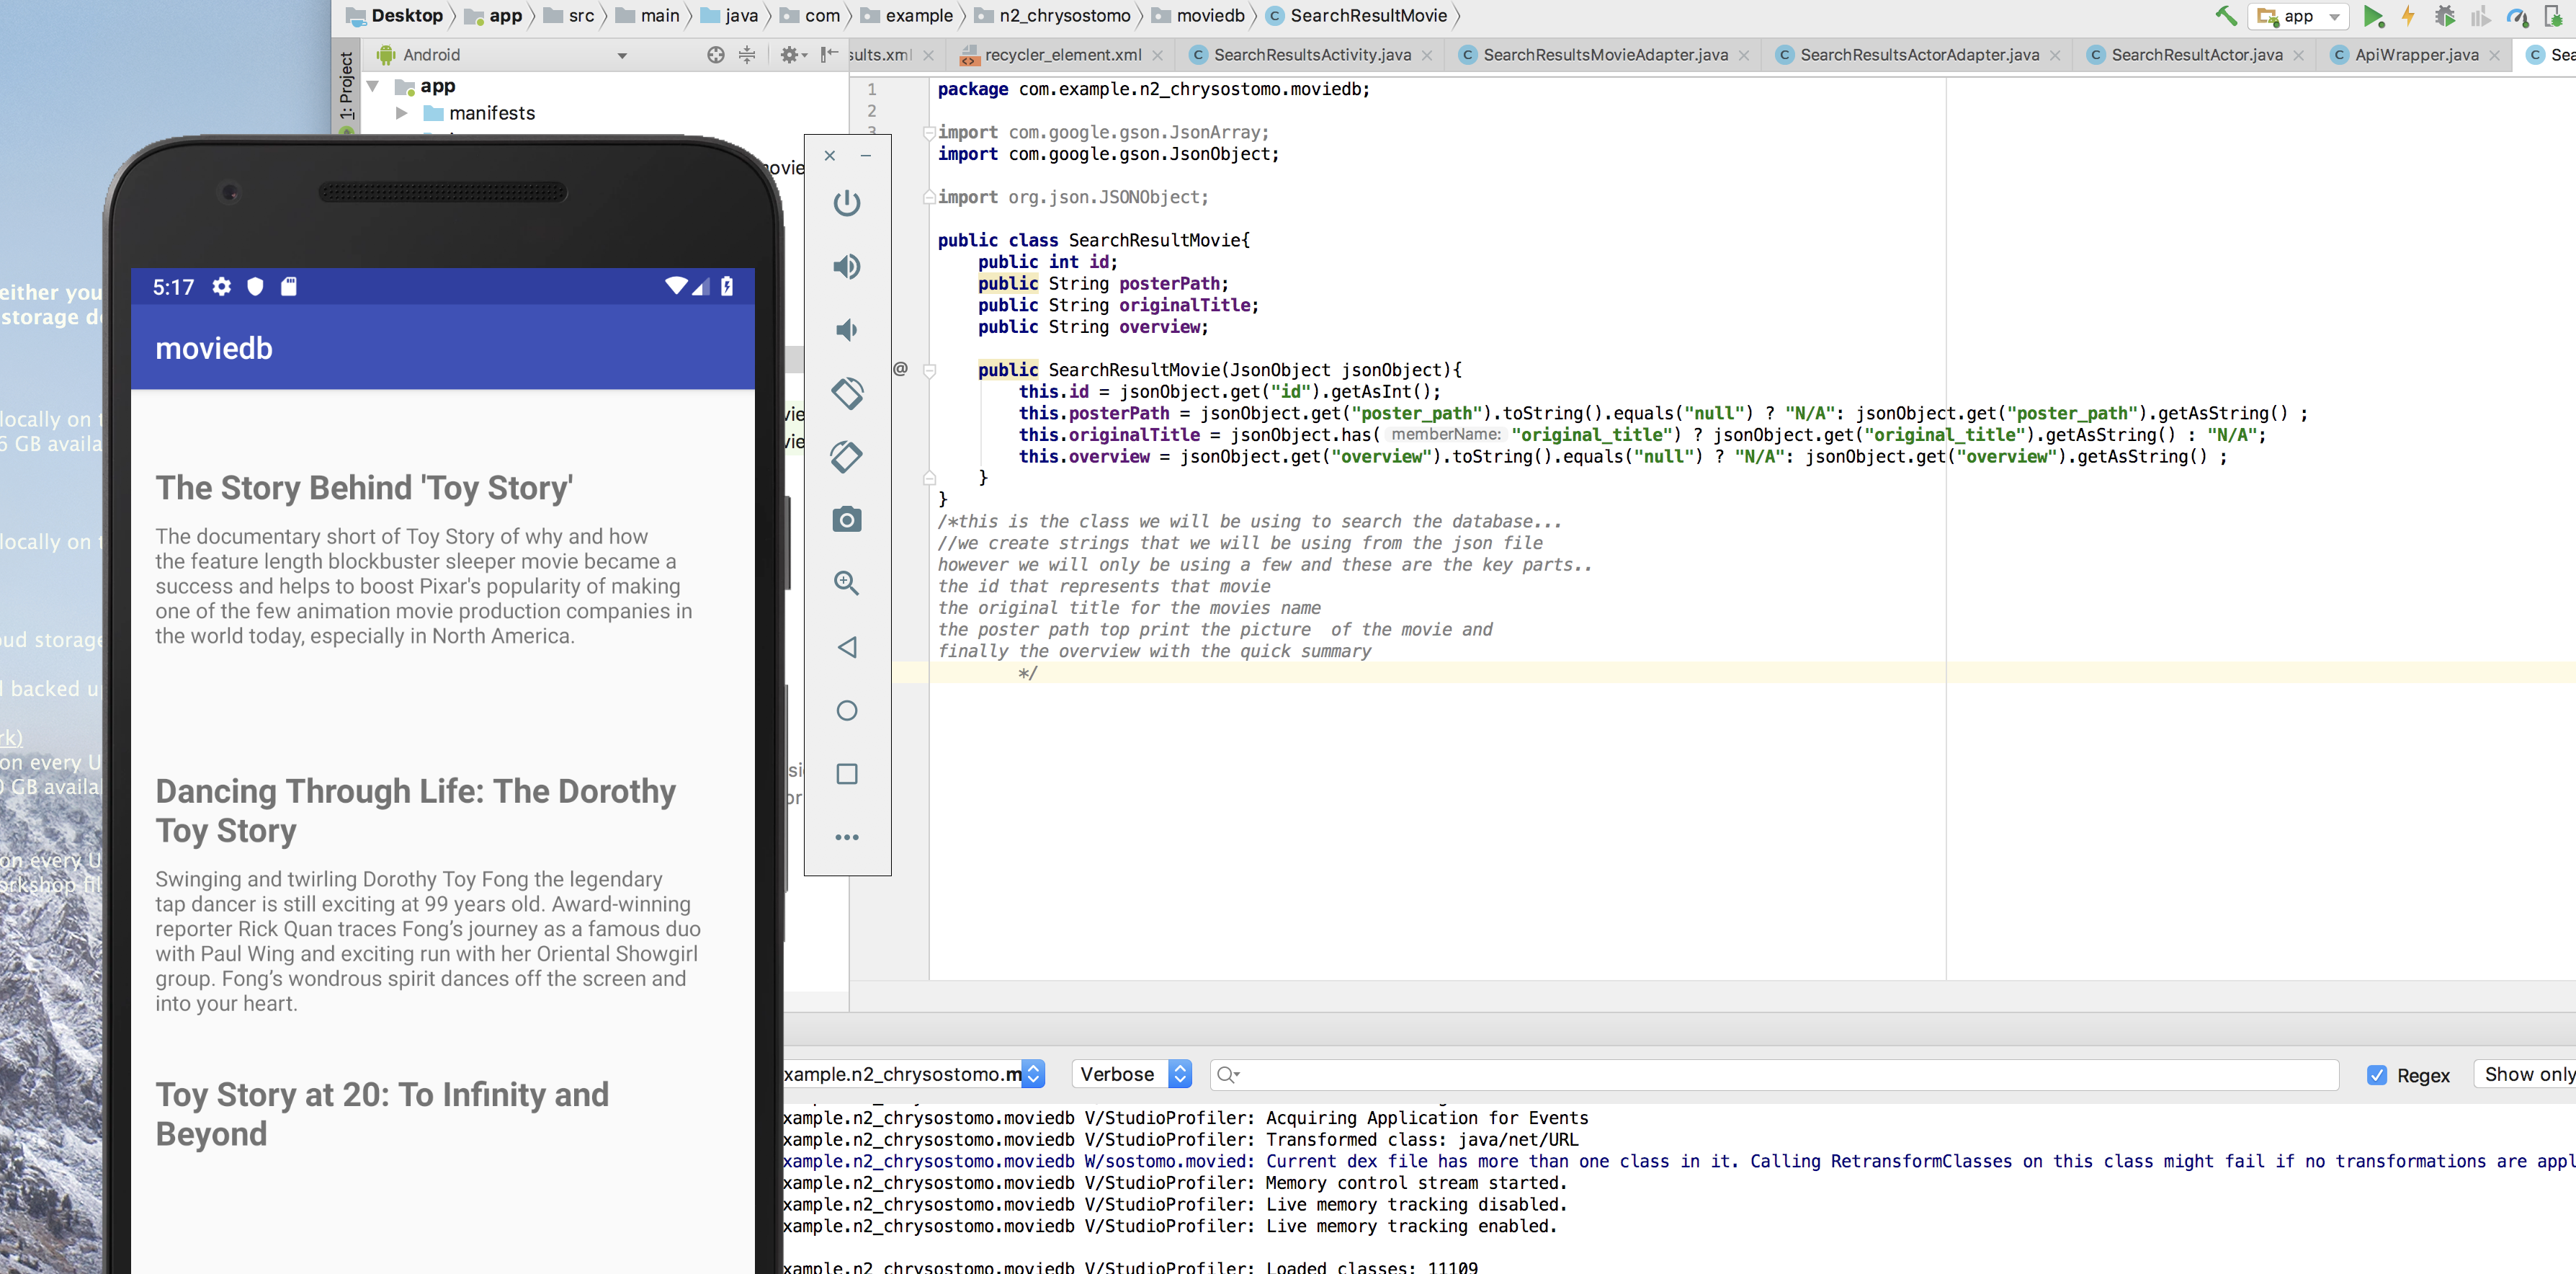 Desktop app src main java com example n2_chrysostomo moviedb SearchResultMovie
app
1: Project
Android
recycler_element.xml SearchResultsActivity.java SearchResultsMovieAdapter.java SearchResultsActorAdapter.java SearchResultActor.java ApiWrapper.java
app
manifests
either you
locally on
GB availa
locally on
backed u
on every U
GB availa
on every U
5:17
moviedb
The Story Behind 'Toy Story'
The documentary short of Toy Story of why and how
the feature length blockbuster sleeper movie became a
success and helps to boost Pixar's popularity of making
one of the few animation movie production companies in
the world today, especially in North America.
Dancing Through Life: The Dorothy
Toy Story
Swinging and twirling Dorothy Toy Fong the legendary
tap dancer is still exciting at 99 years old. Award-winning
reporter Rick Quan traces Fong’s journey as a famous duo
with Paul Wing and exciting run with her Oriental Showgirl
group. Fong’s wondrous spirit dances off the screen and
into your heart.
Toy Story at 20: To Infinity and
Beyond
1
2
3
package com.example.n2_chrysostomo.moviedb;
import com.google.gson.JsonArray;
import com.google.gson.JsonObject;
import org.json.JSONObject;
public class SearchResultMovie{
public int id;
public String posterPath;
public String originalTitle;
public String overview;
@
public SearchResultMovie(JsonObject jsonObject){
this.id = jsonObject.get("id").getAsInt();
this.posterPath = jsonObject.get("poster_path").toString().equals("null") ? "N/A": jsonObject.get("poster_path").getAsString() ;
this.originalTitle = jsonObject.has( memberName: "original_title") ? jsonObject.get("original_title").getAsString() : "N/A";
this.overview = jsonObject.get("overview").toString().equals("null") ? "N/A": jsonObject.get("overview").getAsString() ;
}
}
/*this is the class we will be using to search the database...
//we create strings that we will be using from the json file
however we will only be using a few and these are the key parts..
the id that represents that movie
the original title for the movies name
the poster path top print the picture  of the movie and
finally the overview with the quick summary
*/
xample.n2_chrysostomo.m Verbose Regex Show only
xample.n2_chrysostomo.moviedb V/StudioProfiler: Acquiring Application for Events
xample.n2_chrysostomo.moviedb V/StudioProfiler: Transformed class: java/net/URL
xample.n2_chrysostomo.moviedb W/sostomo.movied: Current dex file has more than one class in it. Calling RetransformClasses on this class might fail if no transformations are appl
xample.n2_chrysostomo.moviedb V/StudioProfiler: Memory control stream started.
xample.n2_chrysostomo.moviedb V/StudioProfiler: Live memory tracking disabled.
xample.n2_chrysostomo.moviedb V/StudioProfiler: Live memory tracking enabled.
xample.n2_chrysostomo.moviedb V/StudioProfiler: Loaded classes: 11109